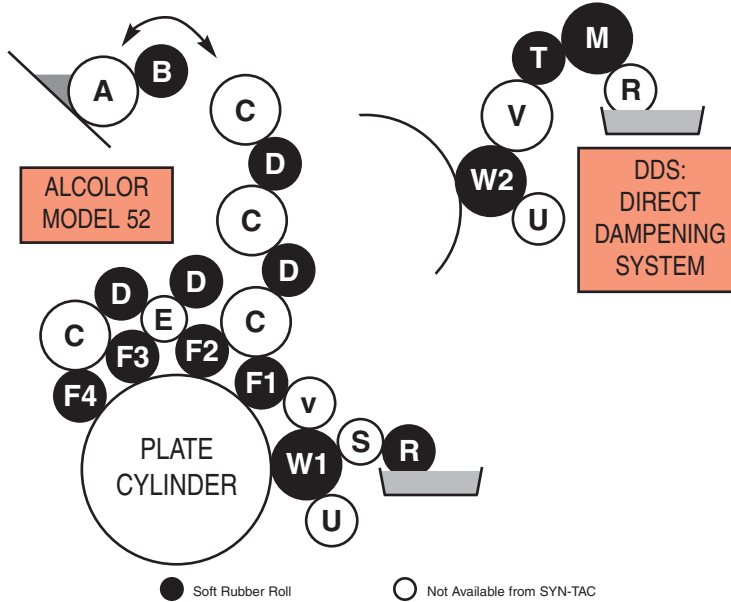 A
B
C
D
C
D
C
D
D
E
C
F4
F3
F2
F1
v
S
R
W1
U
PLATE
CYLINDER
ALCOLOR
MODEL 52
M
T
R
V
W2
U
DDS:
DIRECT
DAMPENING
SYSTEM
Soft Rubber Roll
Not Available from SYN-TAC